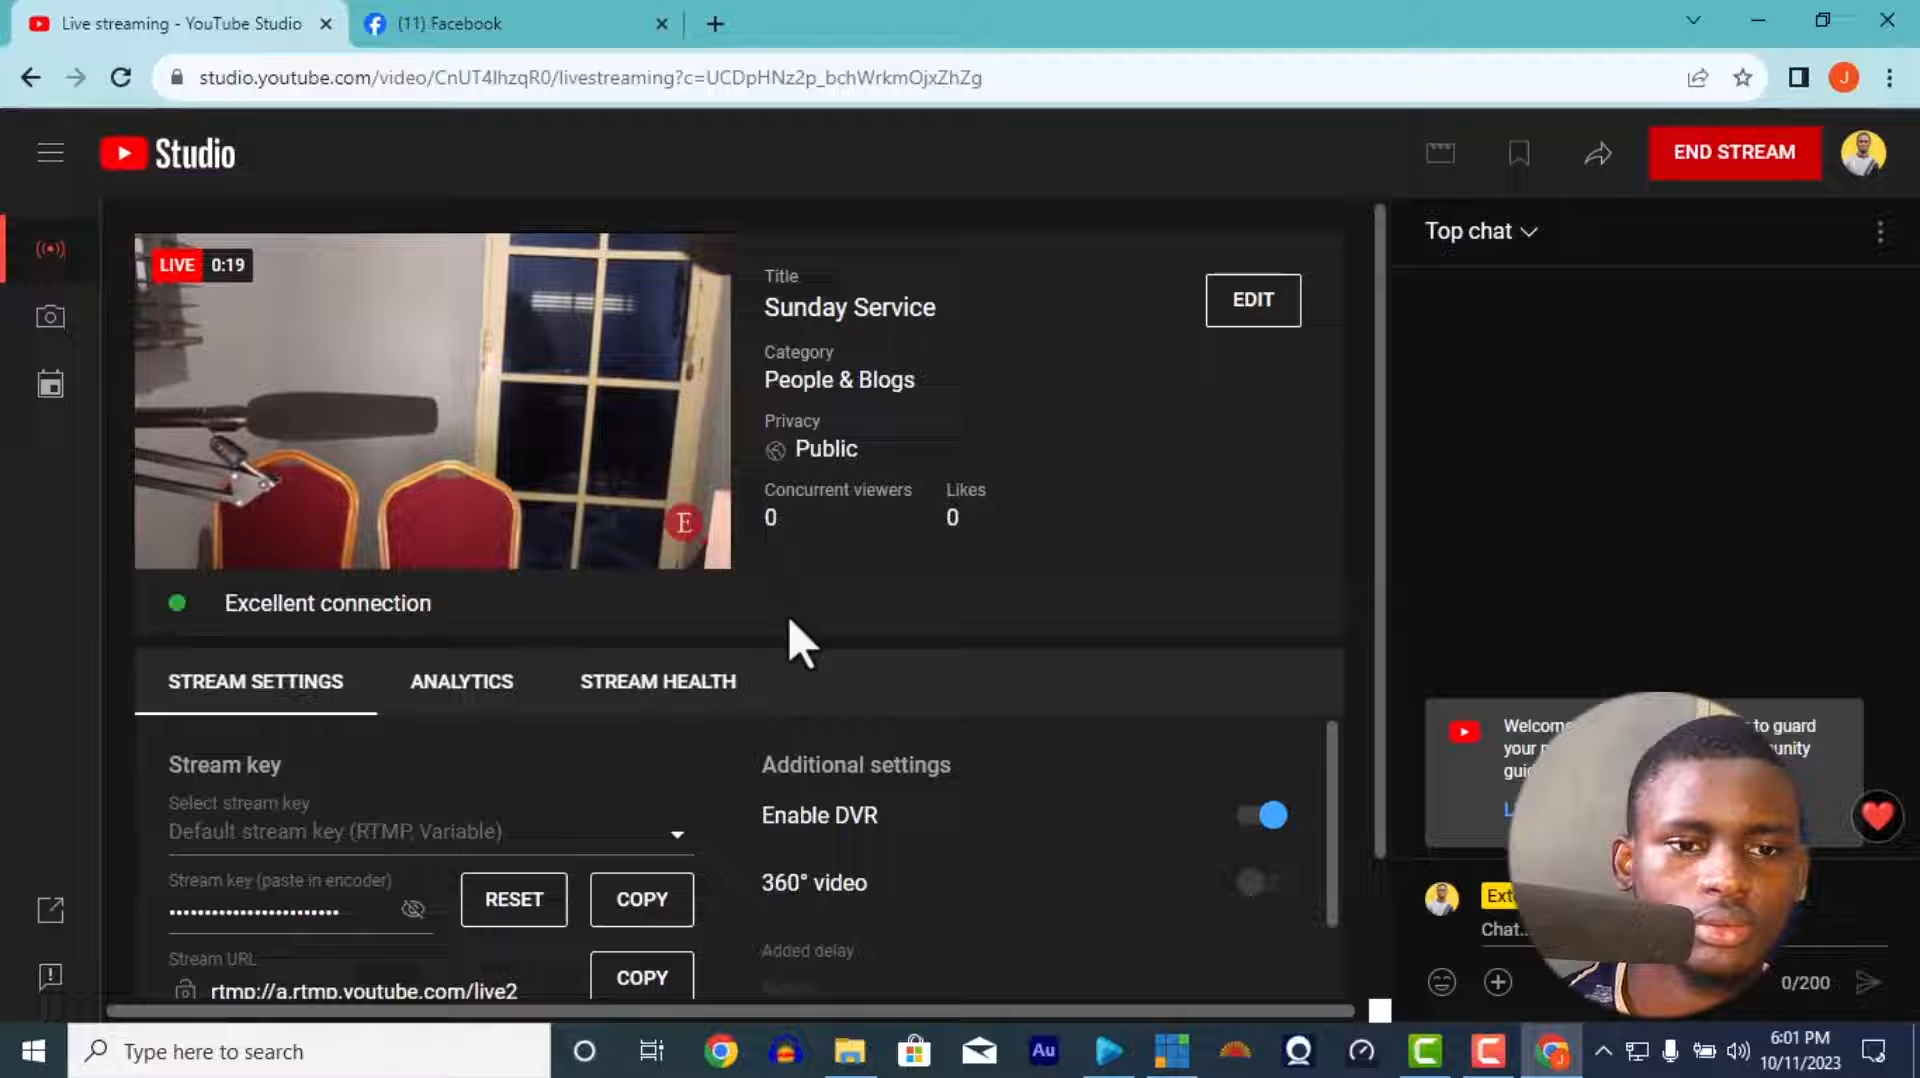 Live streaming - YouTube Studio
(11) Facebook
studio.youtube.com/video/CnUT4lhzqR0/livestreaming?c=UCDpHNz2p_bchWrkmOjxZhZg
J
Studio
END STREAM
LIVE 0:19
E
Title
Sunday Service
EDIT
Category
People & Blogs
Privacy
Public
Concurrent viewers Likes
0 0
Excellent connection
STREAM SETTINGS ANALYTICS STREAM HEALTH
Stream key
Select stream key
Default stream key (RTMP, Variable)
Stream key (paste in encoder)
RESET COPY
Stream URL
rtmp://a.rtmp.youtube.com/live2
COPY
Additional settings
Enable DVR
360° video
Added delay
Top chat
to guard
your
Chat...
0/200
Type here to search
Au
6:01 PM
10/11/2023